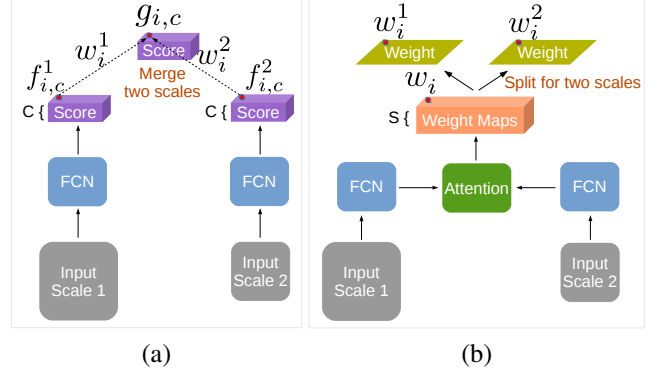 g_{i,c}
Score
w_i^1
w_i^2
Merge
two scales
f_{i,c}^1
f_{i,c}^2
C { Score
C { Score
FCN
FCN
Input
Scale 1
Input
Scale 2
(a)
w_i^1
w_i^2
Weight
Weight
w_i
Split for two scales
S { Weight Maps
FCN
Attention
FCN
Input
Scale 1
Input
Scale 2
(b)